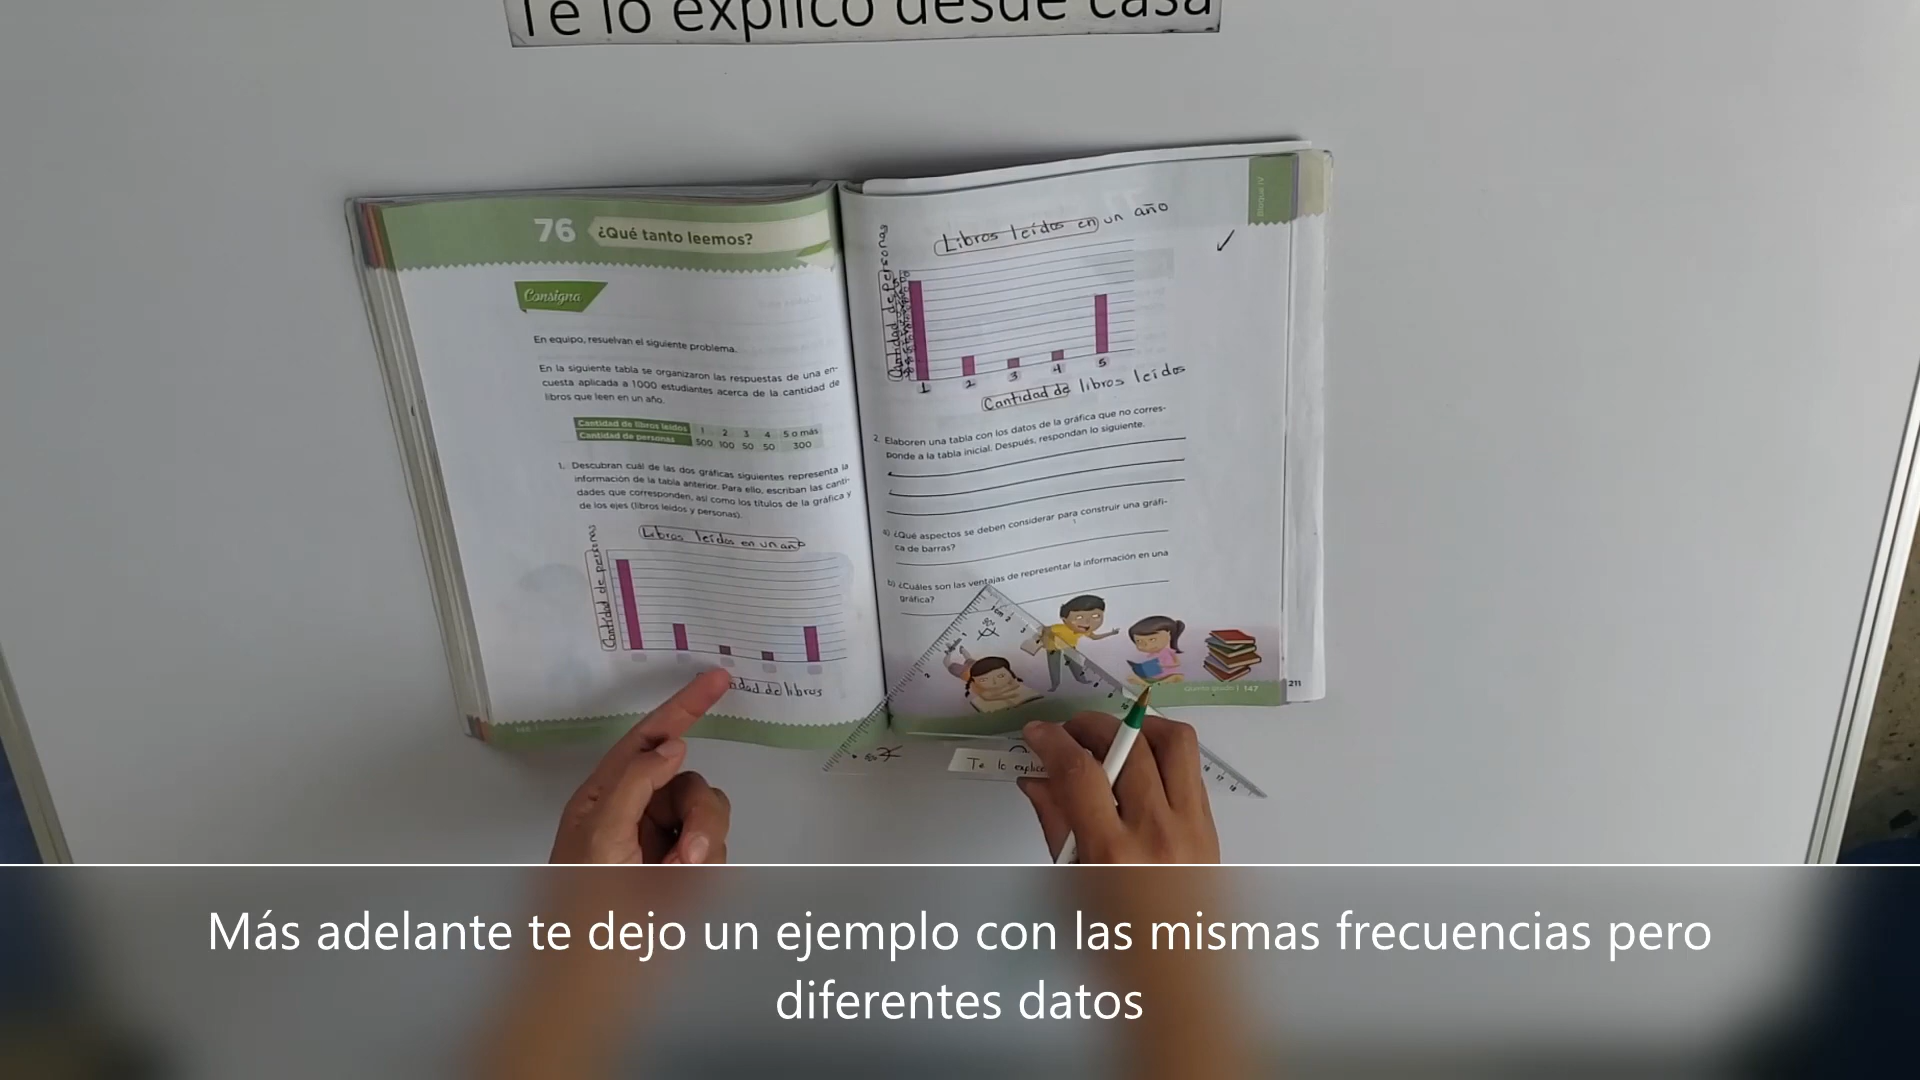 Te lo explico desde casa
76 ¿Qué tanto leemos?
Consigna
En equipo, resuelvan el siguiente problema.
En la siguiente tabla se organizaron las respuestas de una en-
cuesta aplicada a 1000 estudiantes acerca de la cantidad de
libros que leen en un año.
Cantidad de libros leídos 1 2 3 4 5 o más
Cantidad de personas 500 100 50 50 300
1. Descubran cuál de las dos gráficas siguientes representa la
información de la tabla anterior. Para ello, escriban las canti-
dades que corresponden, así como los títulos de la gráfica y
de los ejes (libros leídos y personas).
Libros leídos en un año
Cantidad de personas
dad de libros
Bloque IV
Libros leídos en un año
Cantidad de personas
1 2 3 4 5
Cantidad de libros leídos
2. Elaboren una tabla con los datos de la gráfica que no corres-
ponde a la tabla inicial. Después, respondan lo siguiente.
a) ¿Qué aspectos se deben considerar para construir una gráfi-
ca de barras?
b) ¿Cuáles son las ventajas de representar la información en una
gráfica?
Quinto grado | 147
211
Te lo explico
Más adelante te dejo un ejemplo con las mismas frecuencias pero
diferentes datos